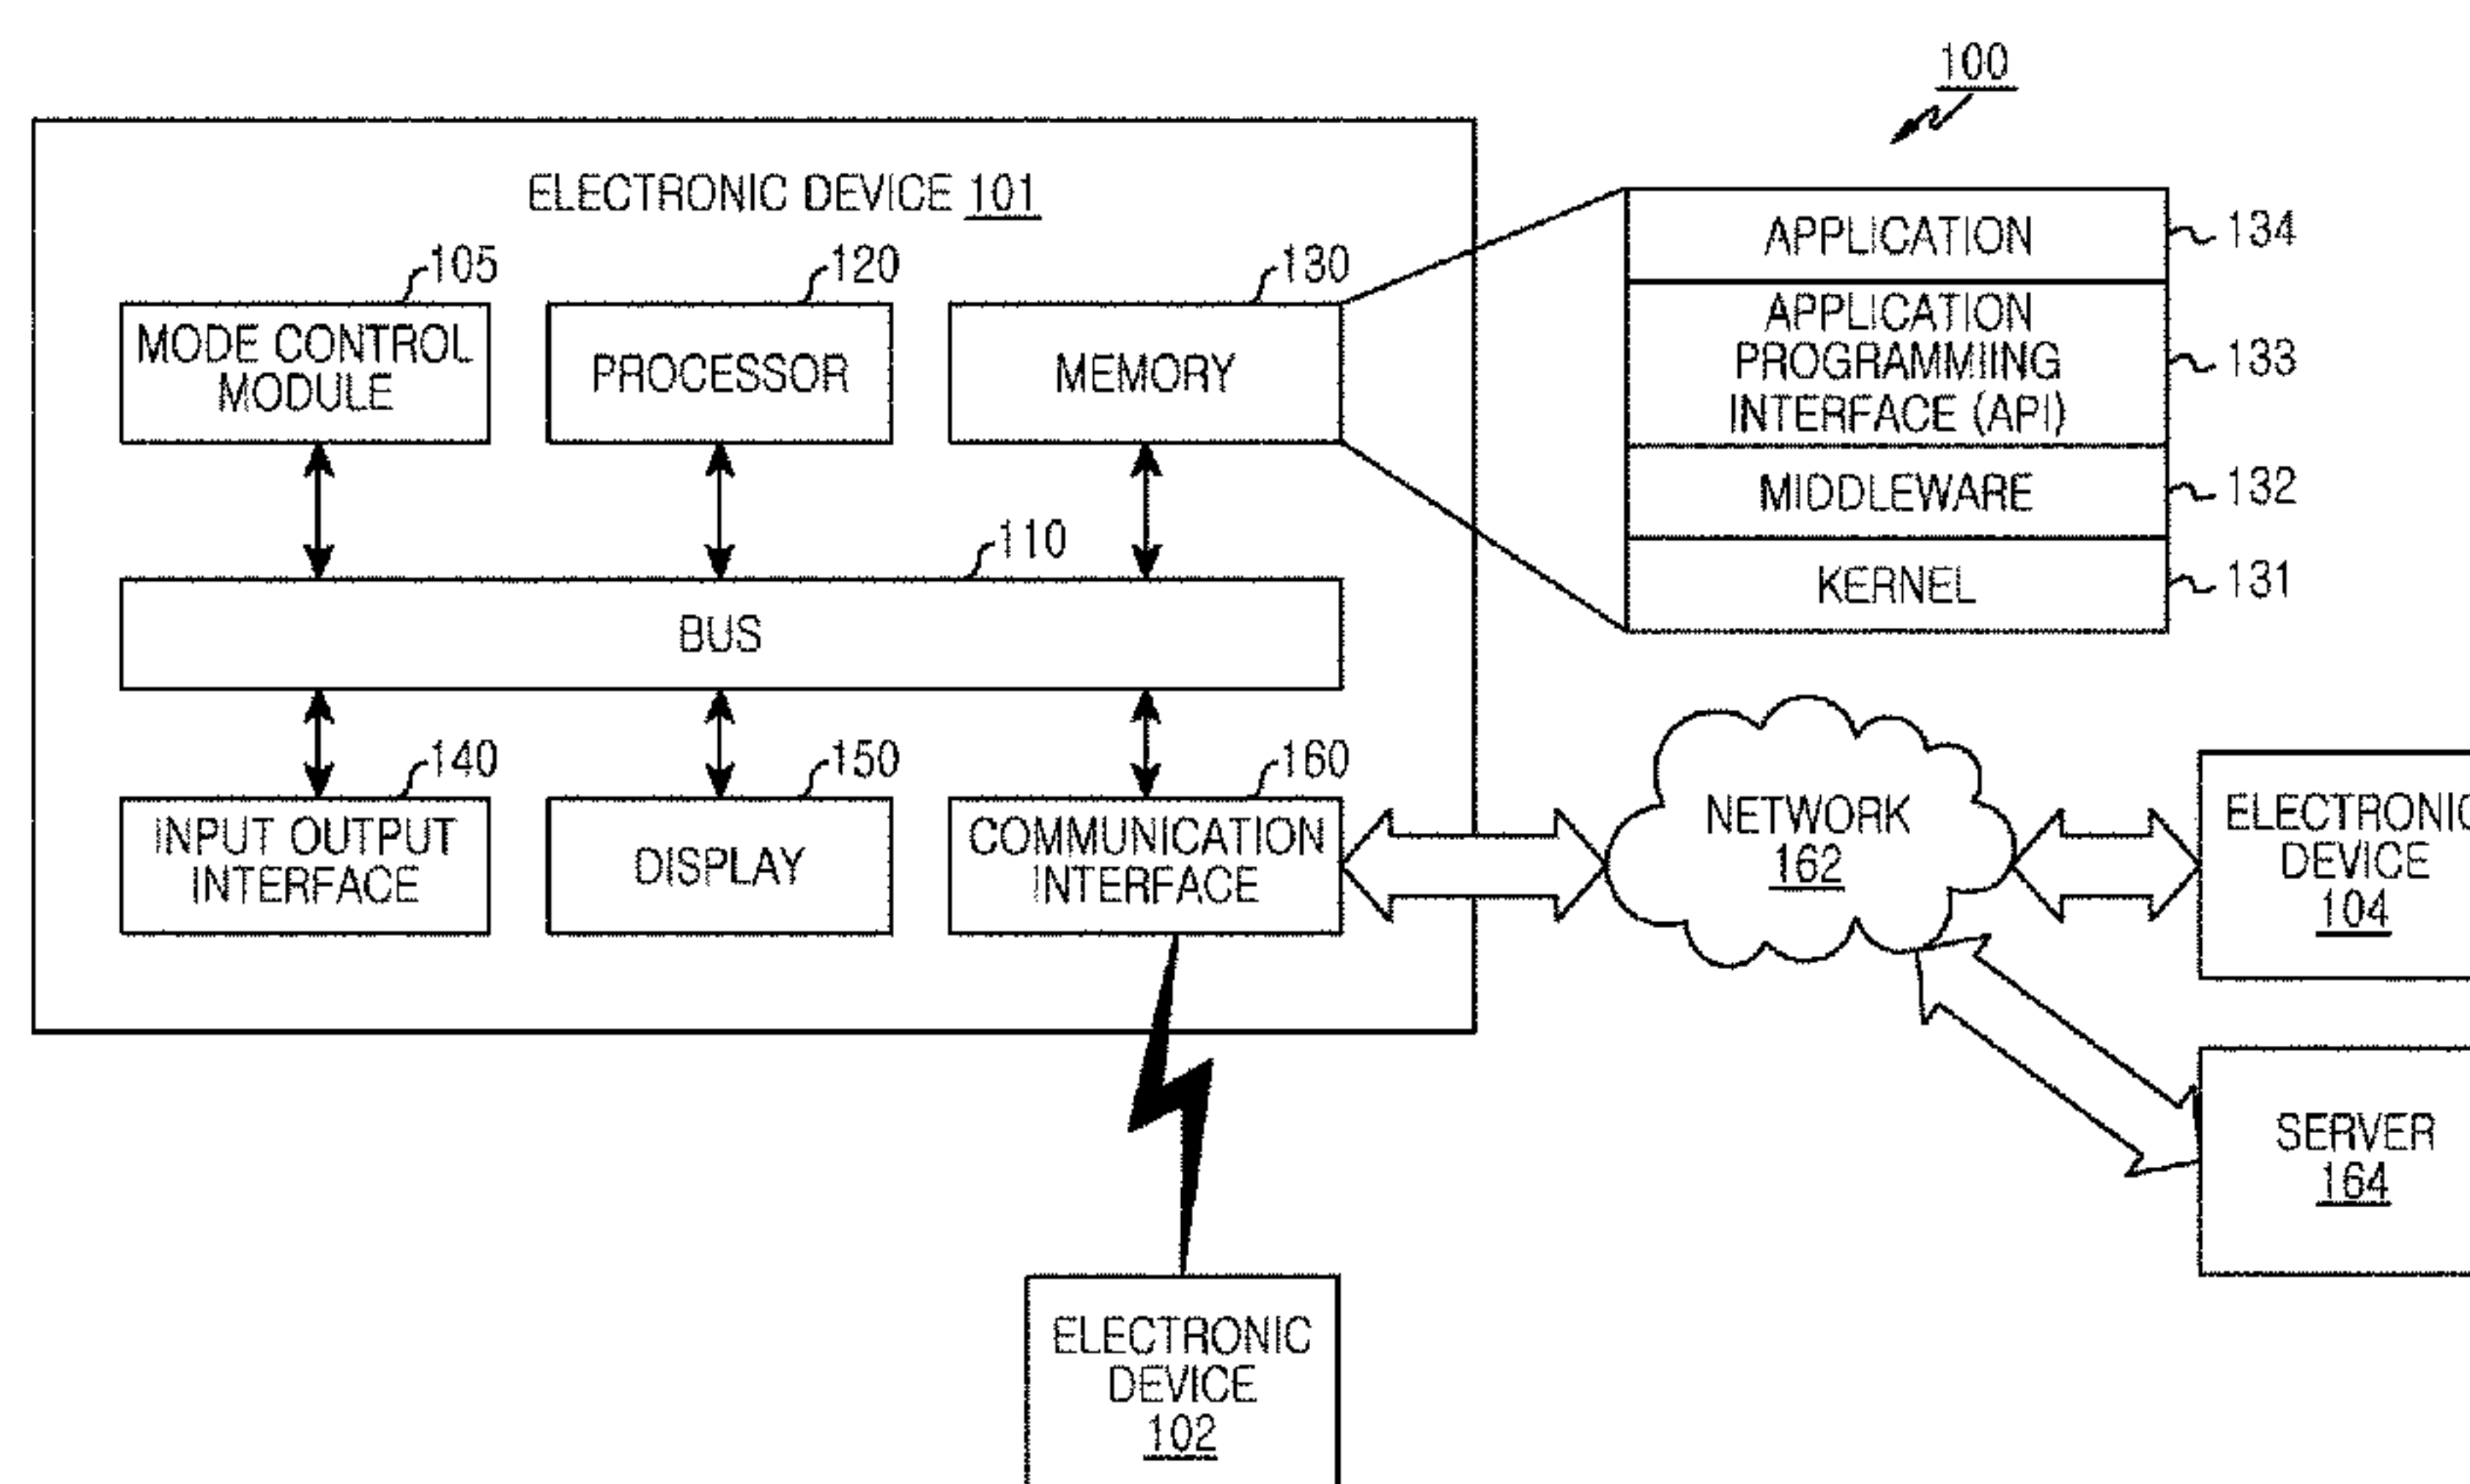 100
ELECTRONIC DEVICE 101
105
120
130
MODE CONTROL
MODULE
PROCESSOR
MEMORY
APPLICATION
134
APPLICATION
PROGRAMMIING
INTERFACE (API)
133
MIDDLEWARE
132
KERNEL
131
110
BUS
140
150
160
INPUT OUTPUT
INTERFACE
DISPLAY
COMMUNICATION
INTERFACE
NETWORK
162
ELECTRONIC
DEVICE
104
SERVER
164
ELECTRONIC
DEVICE
102